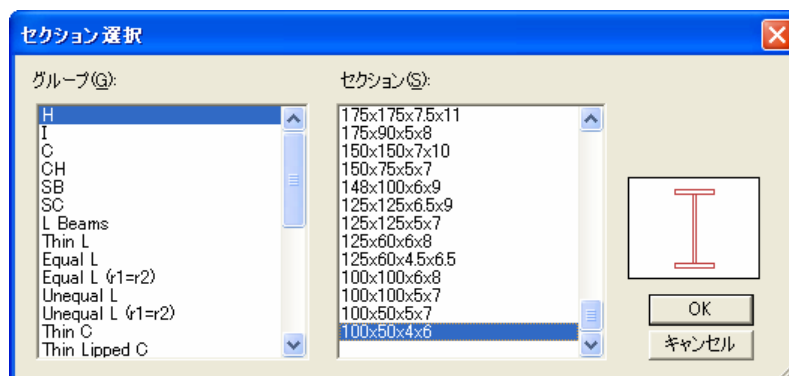 セクション選択
グループ(G):
H
I
C
CH
SB
SC
L Beams
Thin L
Equal L
Equal L (r1=r2)
Unequal L
Unequal L (r1=r2)
Thin C
Thin Lipped C
セクション(S):
175x175x7.5x11
175x90x5x8
150x150x7x10
150x75x5x7
148x100x6x9
125x125x6.5x9
125x125x5x7
125x60x6x8
125x60x4.5x6.5
100x100x6x8
100x100x5x7
100x50x5x7
100x50x4x6
OK
キャンセル